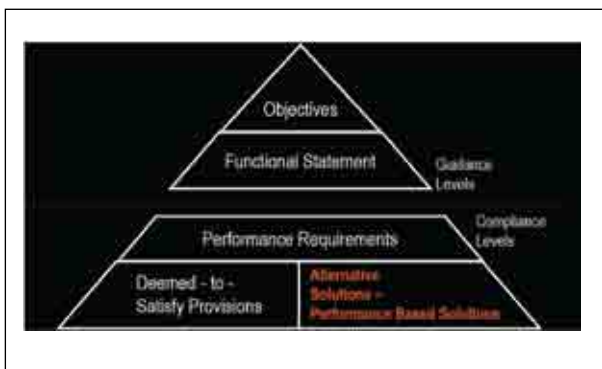 Objectives
Functional Statement
Guidance
Levels
Compliance
Levels
Performance Requirements
Deemed - to -
Satisfy Provisions
Alternative
Solutions –
Performance Based Solutions